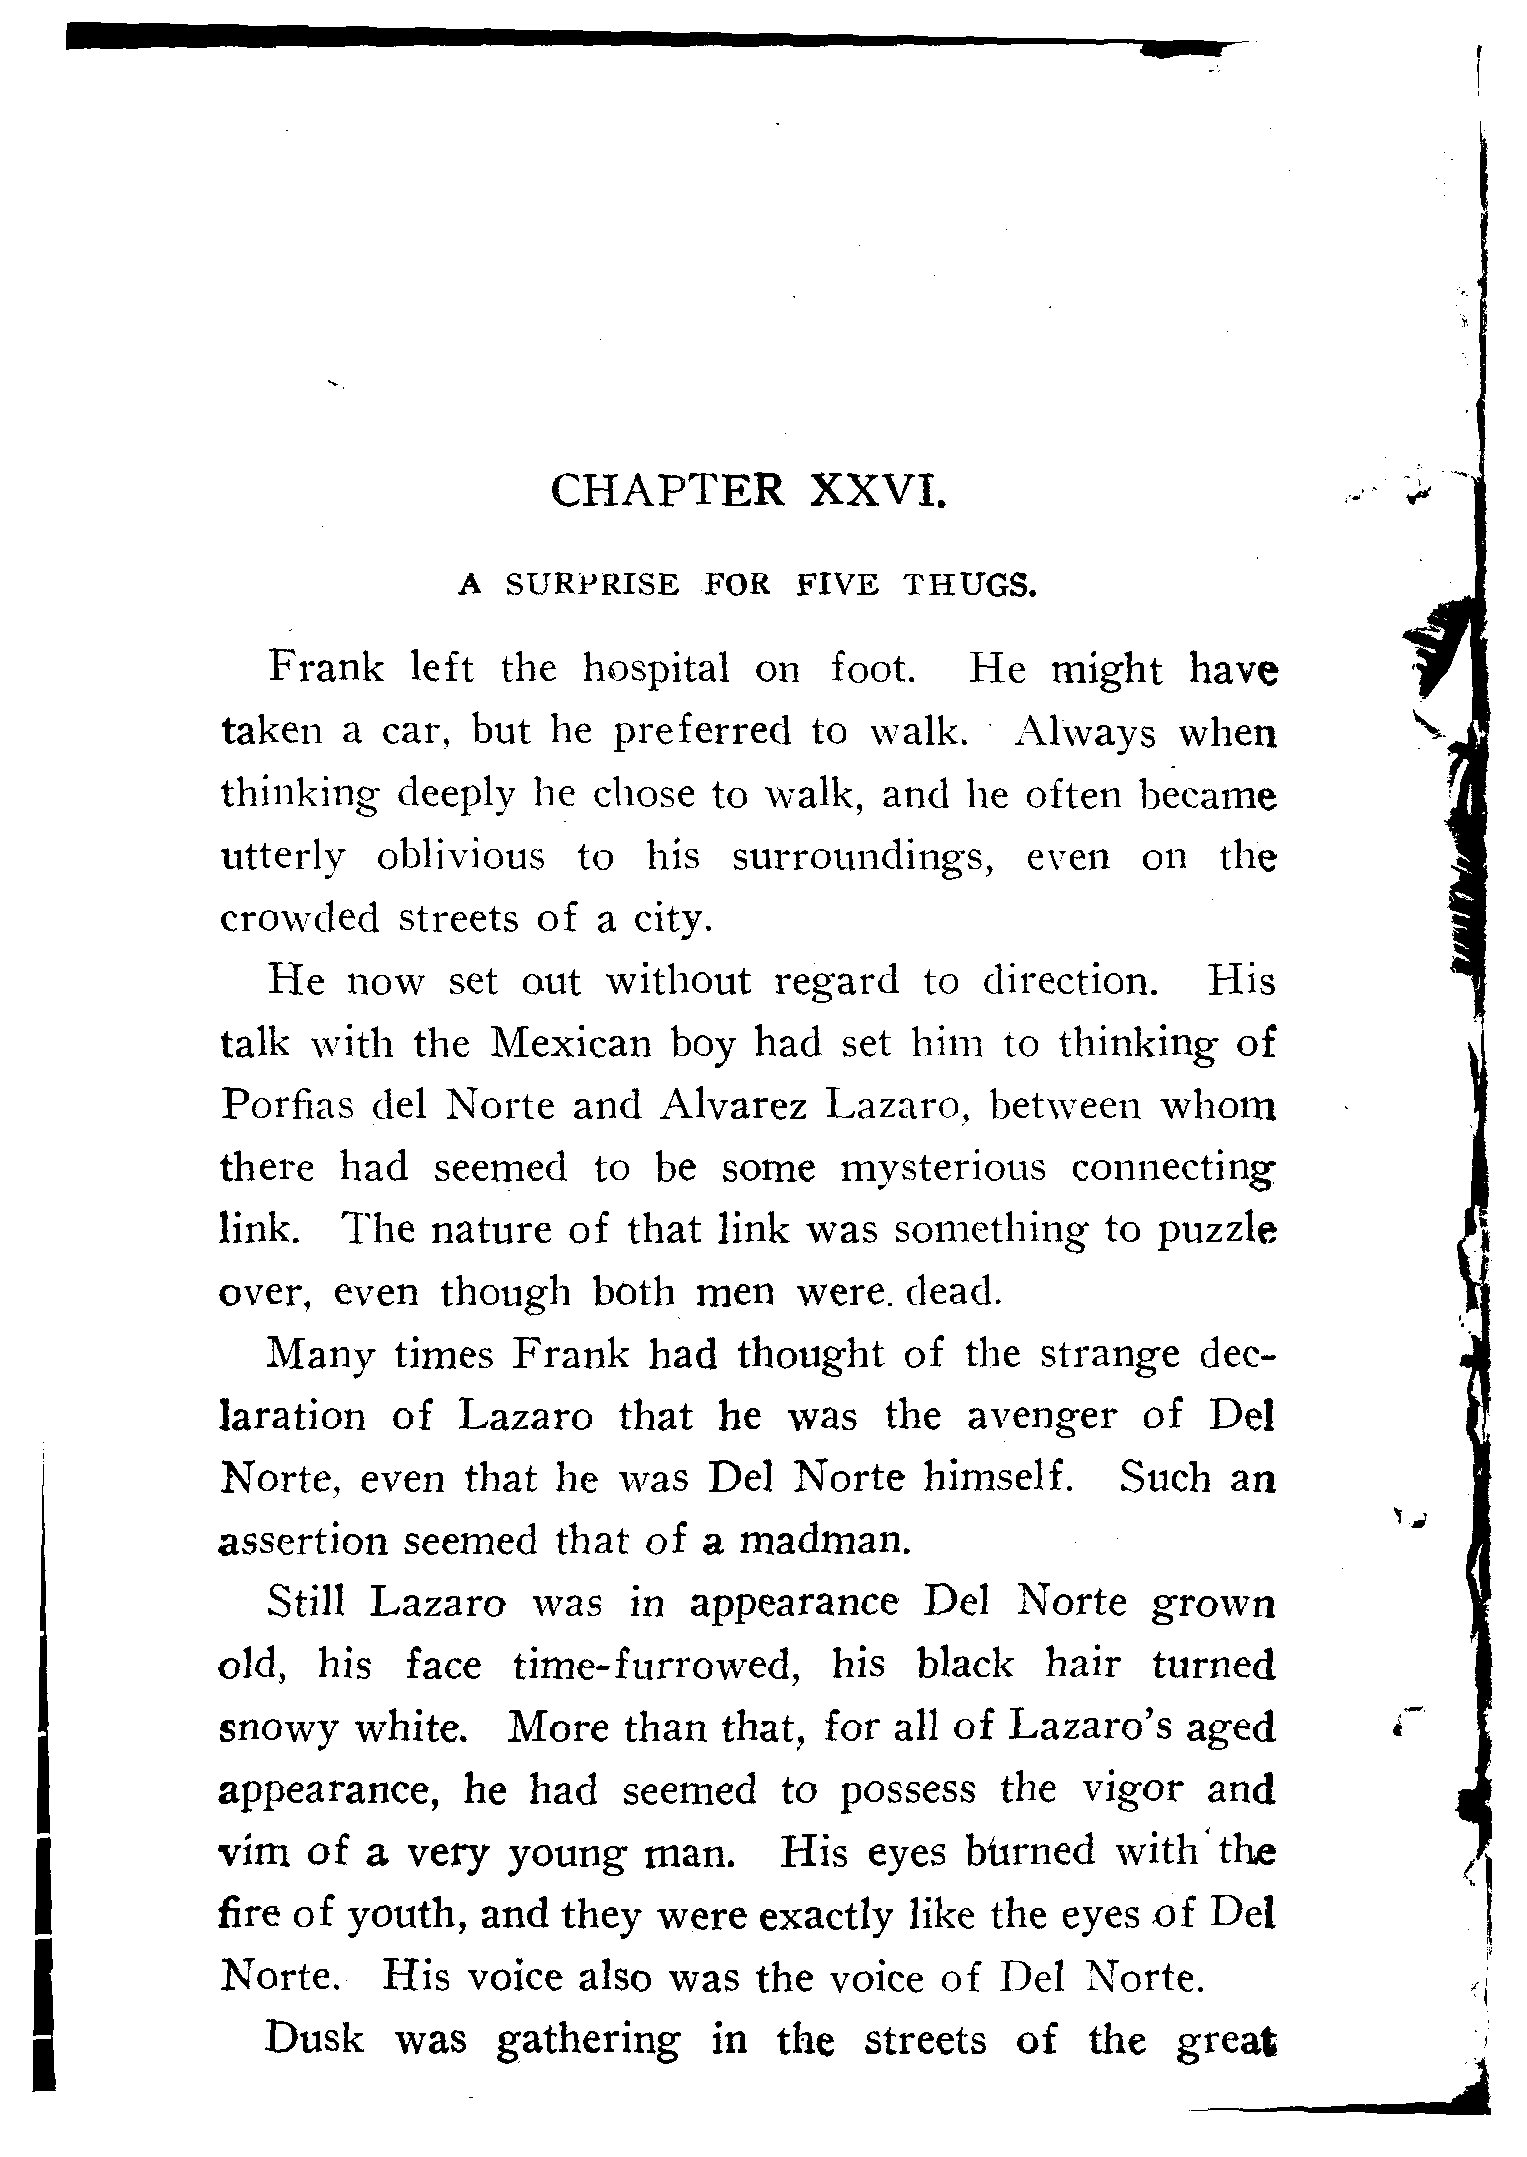 CHAPTER XXVI.
A SURPRISE FOR FIVE THUGS.
Frank left the hospital on foot. He might have
taken a car, but he preferred to walk. Always when
thinking deeply he chose to walk, and he often became
utterly oblivious to his surroundings, even on the
crowded streets of a city.
He now set out without regard to direction. His
talk with the Mexican boy had set him to thinking of
Porfias del Norte and Alvarez Lazaro, between whom
there had seemed to be some mysterious connecting
link. The nature of that link was something to puzzle
over, even though both men were dead.
Many times Frank had thought of the strange dec-
laration of Lazaro that he was the avenger of Del
Norte, even that he was Del Norte himself. Such an
assertion seemed that of a madman.
Still Lazaro was in appearance Del Norte grown
old, his face time-furrowed, his black hair turned
snowy white. More than that, for all of Lazaro's aged
appearance, he had seemed to possess the vigor and
vim of a very young man. His eyes burned with the
fire of youth, and they were exactly like the eyes of Del
Norte. His voice also was the voice of Del Norte.
Dusk was gathering in the streets of the great